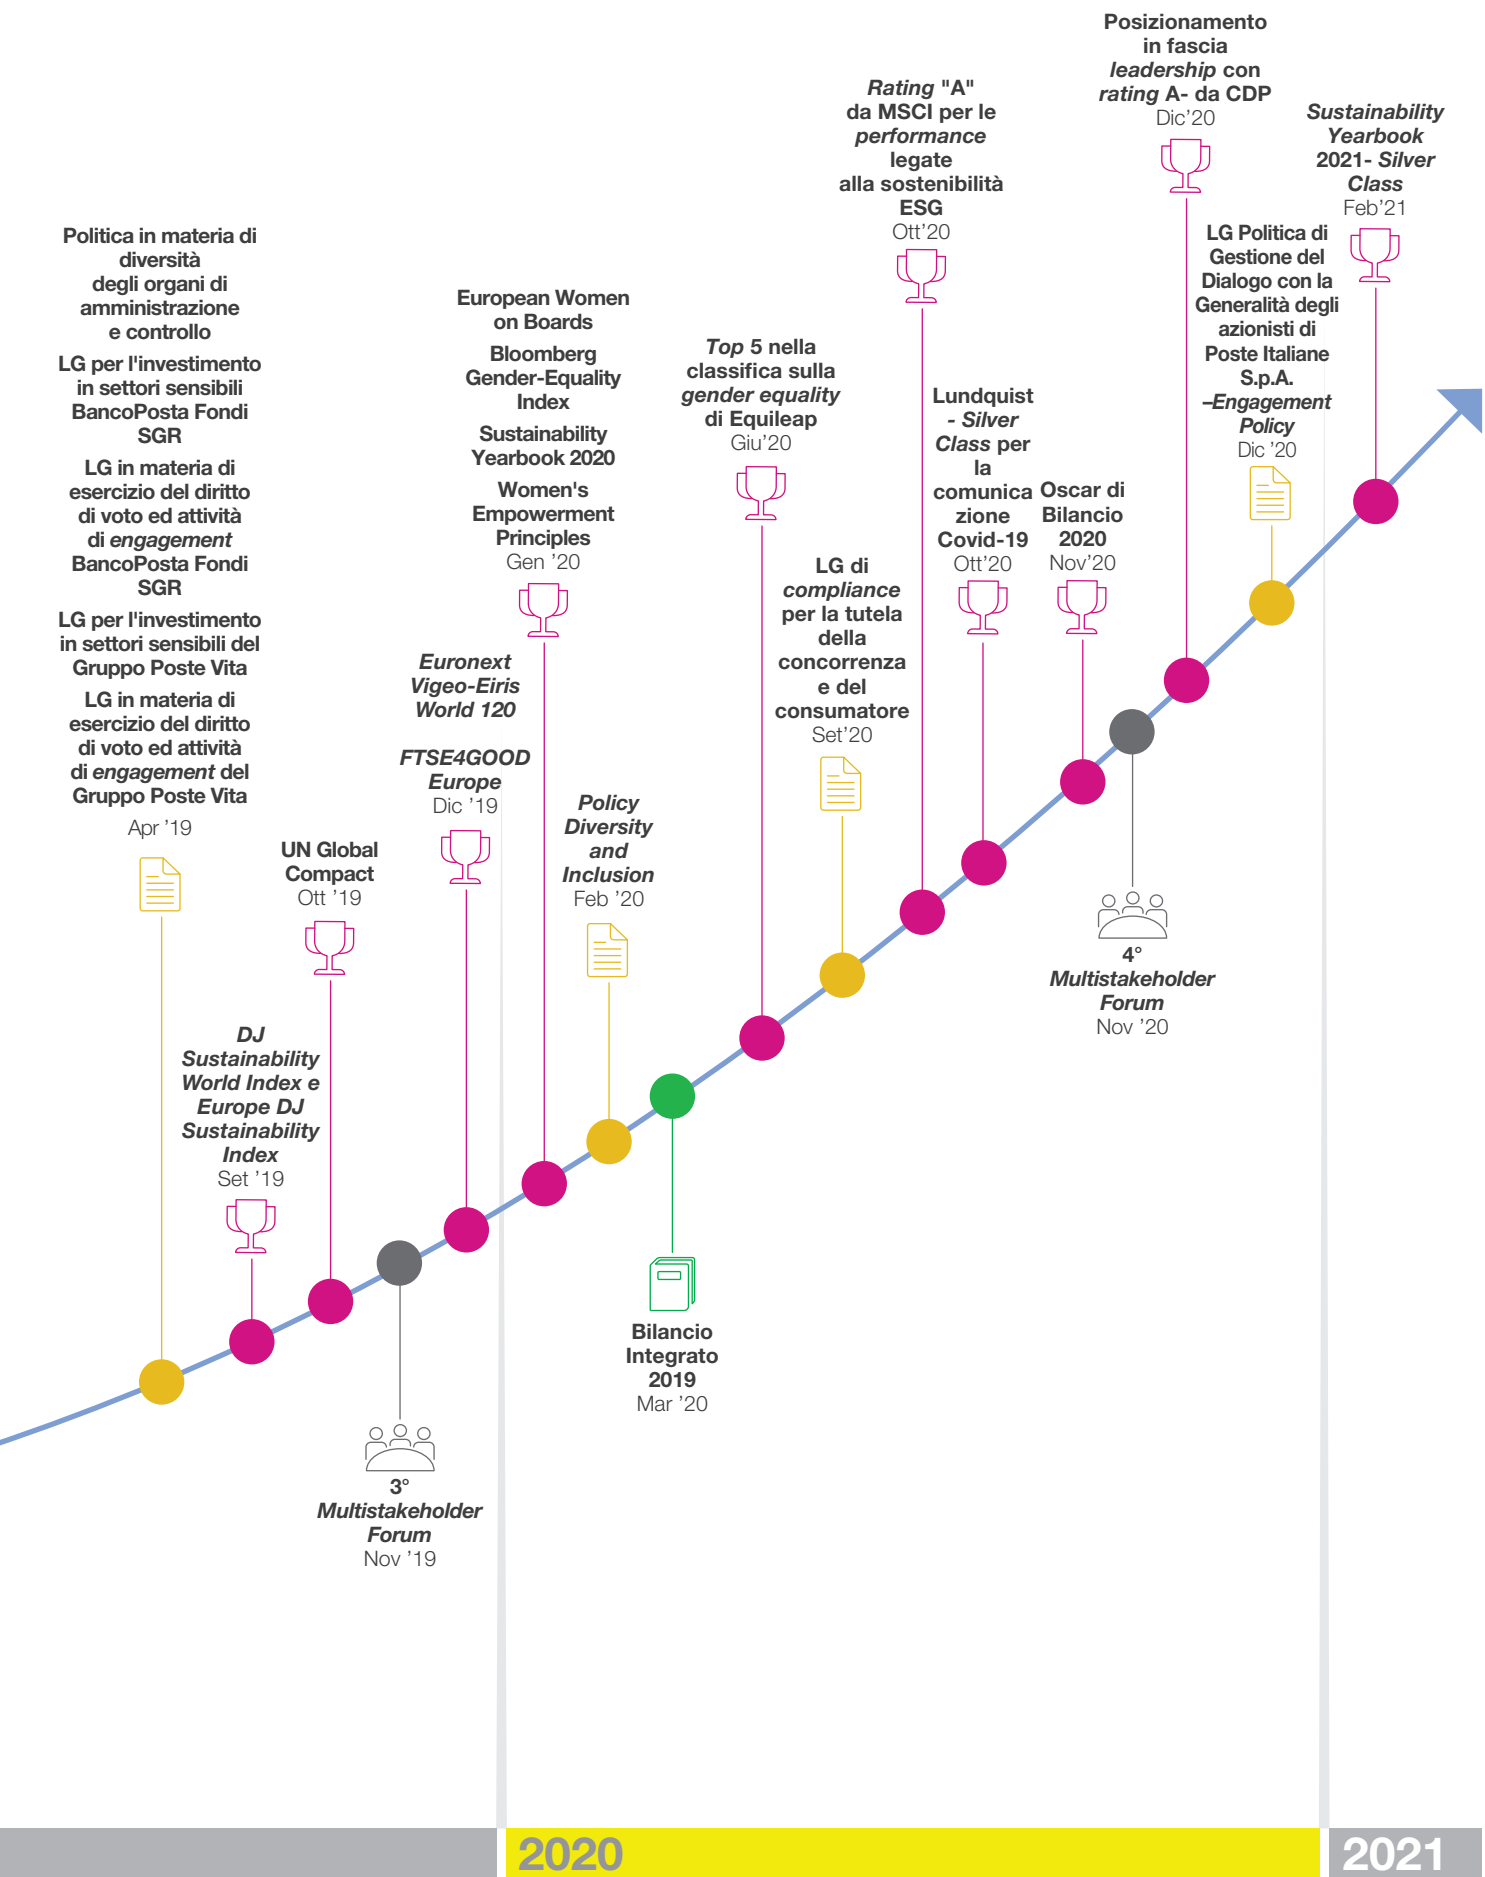 Politica in materia di
diversità
degli organi di
amministrazione
e controllo
LG per l'investimento
in settori sensibili
BancoPosta Fondi
SGR
LG in materia di
esercizio del diritto
di voto ed attività
di engagement
BancoPosta Fondi
SGR
LG per l'investimento
in settori sensibili del
Gruppo Poste Vita
LG in materia di
esercizio del diritto
di voto ed attività
di engagement del
Gruppo Poste Vita
Apr ’19
DJ
Sustainability
World Index e
Europe DJ
Sustainability
Index
Set ’19
UN Global
Compact
Ott ’19
3°
Multistakeholder
Forum
Nov ’19
Euronext
Vigeo-Eiris
World 120
FTSE4GOOD
Europe
Dic ’19
European Women
on Boards
Bloomberg
Gender-Equality
Index
Sustainability
Yearbook 2020
Women's
Empowerment
Principles
Gen ’20
Policy
Diversity
and
Inclusion
Feb ’20
Bilancio
Integrato
2019
Mar ’20
Top 5 nella
classifica sulla
gender equality
di Equileap
Giu’20
LG di
compliance
per la tutela
della
concorrenza
e del
consumatore
Set’20
Rating "A"
da MSCI per le
performance
legate
alla sostenibilità
ESG
Ott’20
Lundquist
- Silver
Class per
la
comunica
zione
Covid-19
Ott’20
Oscar di
Bilancio
2020
Nov’20
4°
Multistakeholder
Forum
Nov ’20
Posizionamento
in fascia
leadership con
rating A- da CDP
Dic’20
LG Politica di
Gestione del
Dialogo con la
Generalità degli
azionisti di
Poste Italiane
S.p.A.
–Engagement
Policy
Dic ’20
Sustainability
Yearbook
2021- Silver
Class
Feb’21
2020
2021